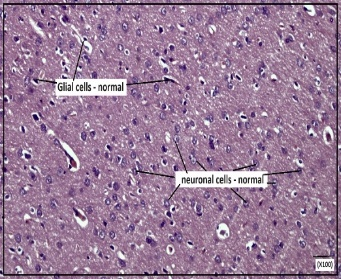 Glial cells - normal
neuronal cells - normal
(X100)